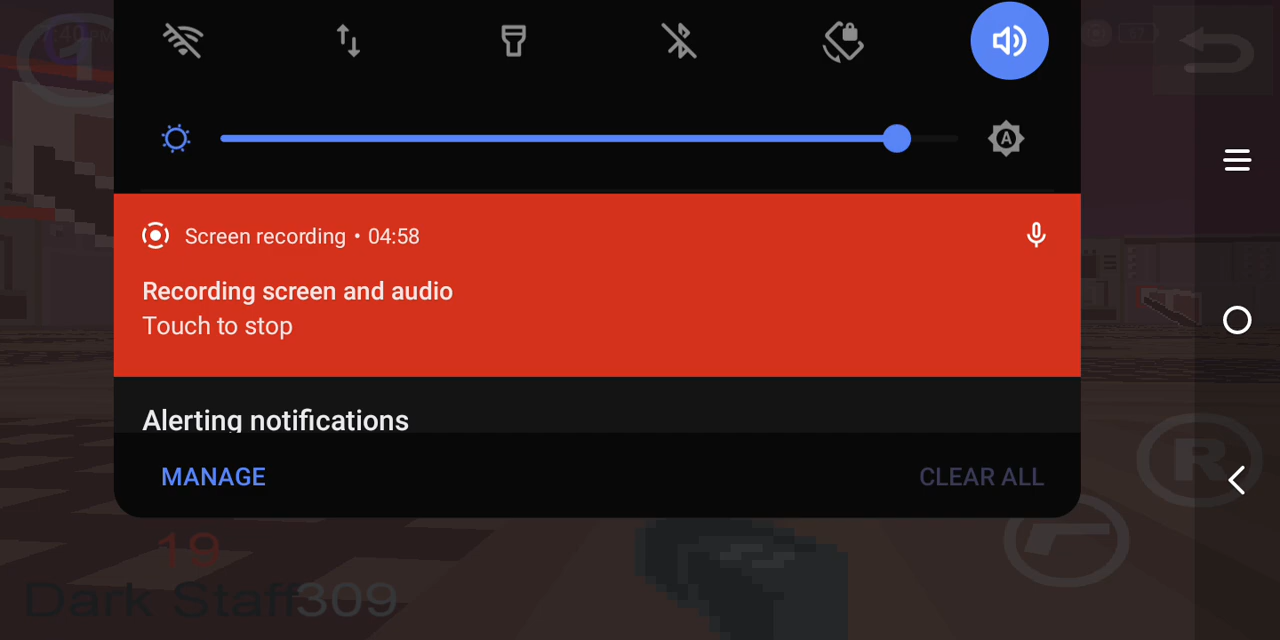 1
A
Screen recording • 04:58
Recording screen and audio
Touch to stop
Alerting notifications
MANAGE
CLEAR ALL
R
19
Dark Staff309